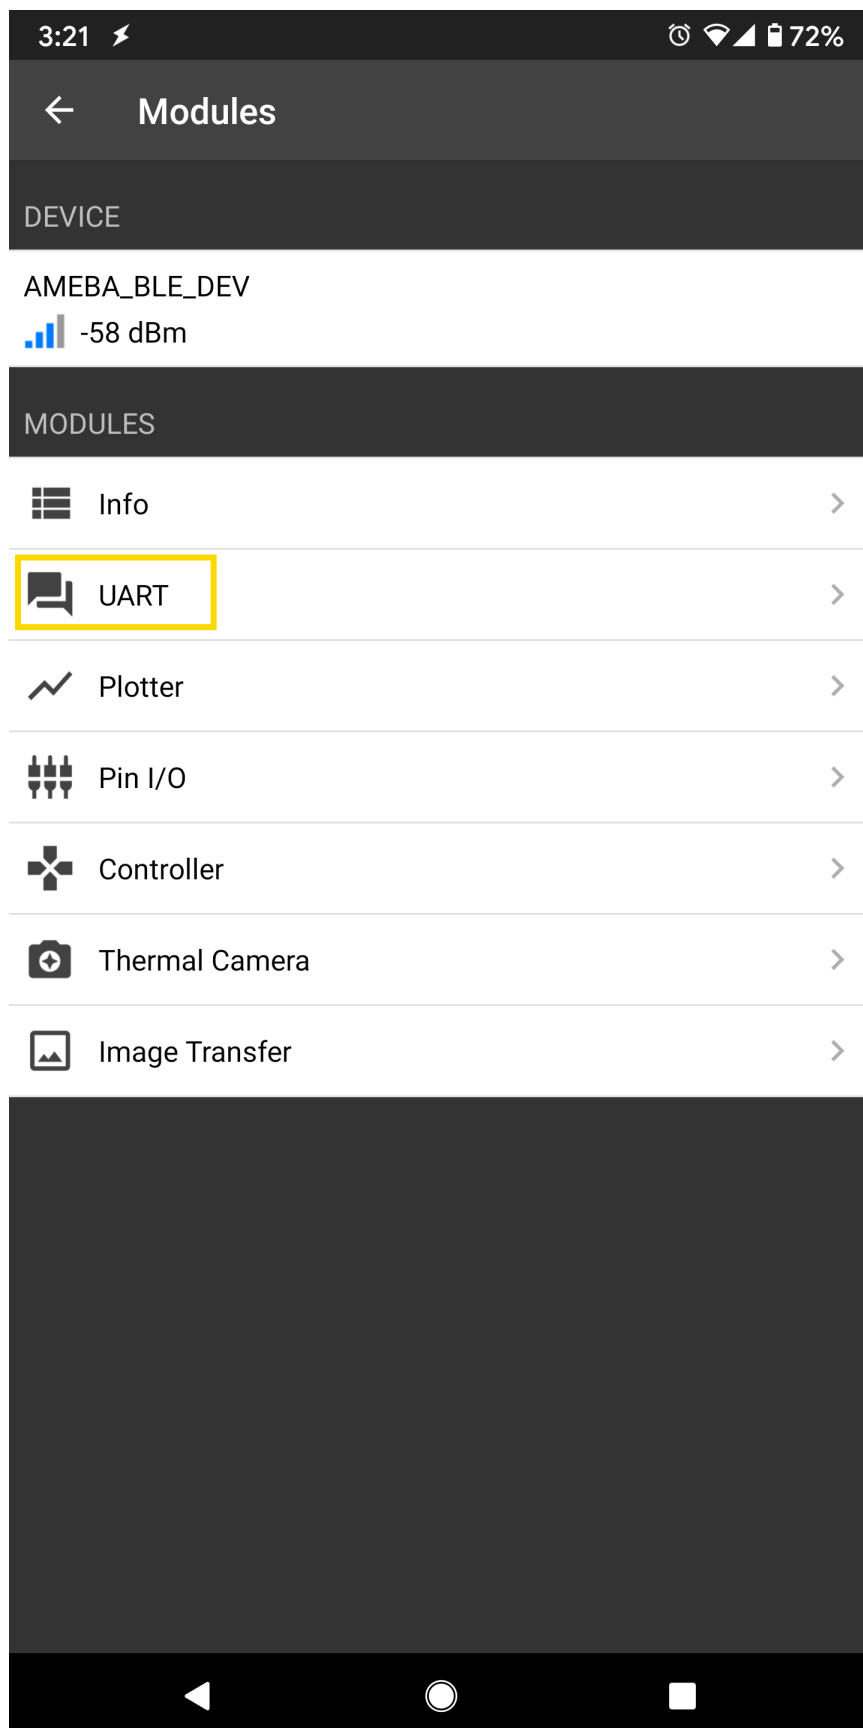 3:21 72%
Modules
DEVICE
AMEBA_BLE_DEV
-58 dBm
MODULES
Info
UART
Plotter
Pin I/O
Controller
Thermal Camera
Image Transfer